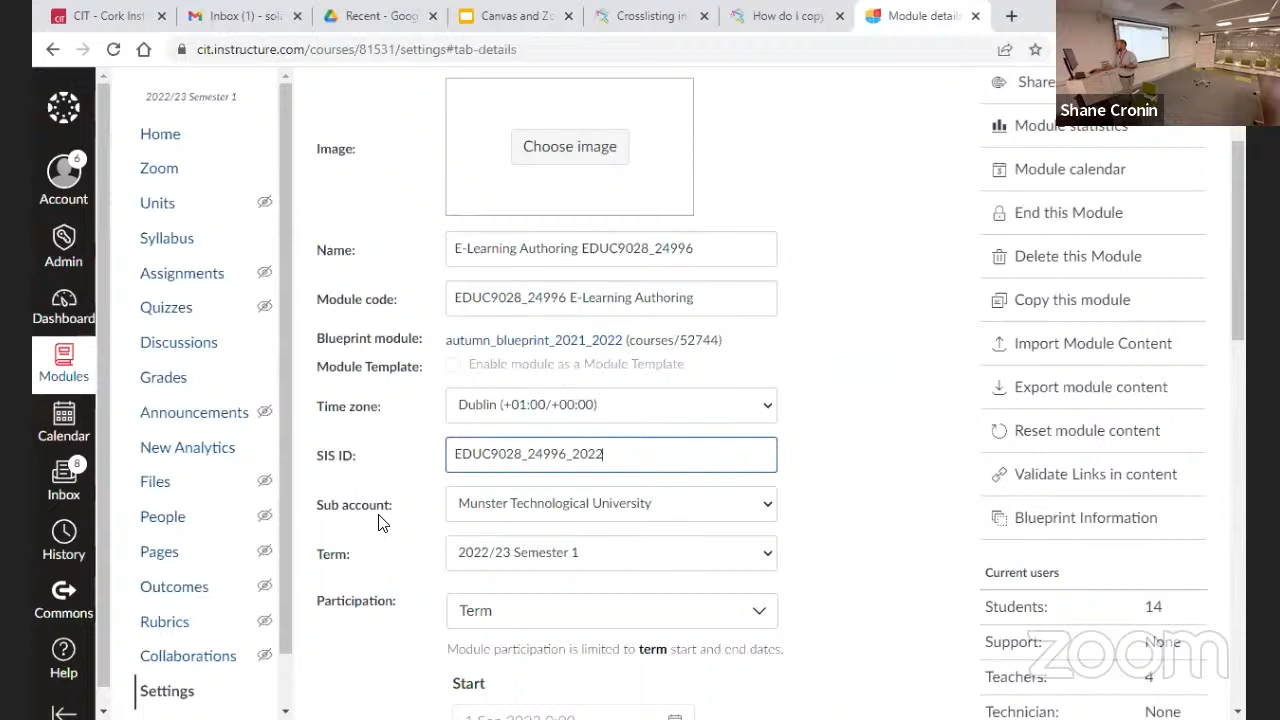 CIT - Cork Inst
Inbox (1) - sola
Recent - Goog
Canvas and Zo
Crosslisting in
How do I copy
Module detail
cit.instructure.com/courses/81531/settings#tab-details
Shane Cronin
6
Account
Admin
Dashboard
Modules
Calendar
8
Inbox
History
Commons
Help
2022/23 Semester 1
Home
Zoom
Units
Syllabus
Assignments
Quizzes
Discussions
Grades
Announcements
New Analytics
Files
People
Pages
Outcomes
Rubrics
Collaborations
Settings
Image:
Choose image
Name:
E-Learning Authoring EDUC9028_24996
Module code:
EDUC9028_24996 E-Learning Authoring
Blueprint module:
autumn_blueprint_2021_2022 (courses/52744)
Module Template:
Enable module as a Module Template
Time zone:
Dublin (+01:00/+00:00)
SIS ID:
EDUC9028_24996_2022
Sub account:
Munster Technological University
Term:
2022/23 Semester 1
Participation:
Term
Module participation is limited to term start and end dates.
Start
Share
Module statistics
Module calendar
End this Module
Delete this Module
Copy this module
Import Module Content
Export module content
Reset module content
Validate Links in content
Blueprint Information
Current users
Students: 14
Support: None
Teachers: 4
Technician: None
zoom